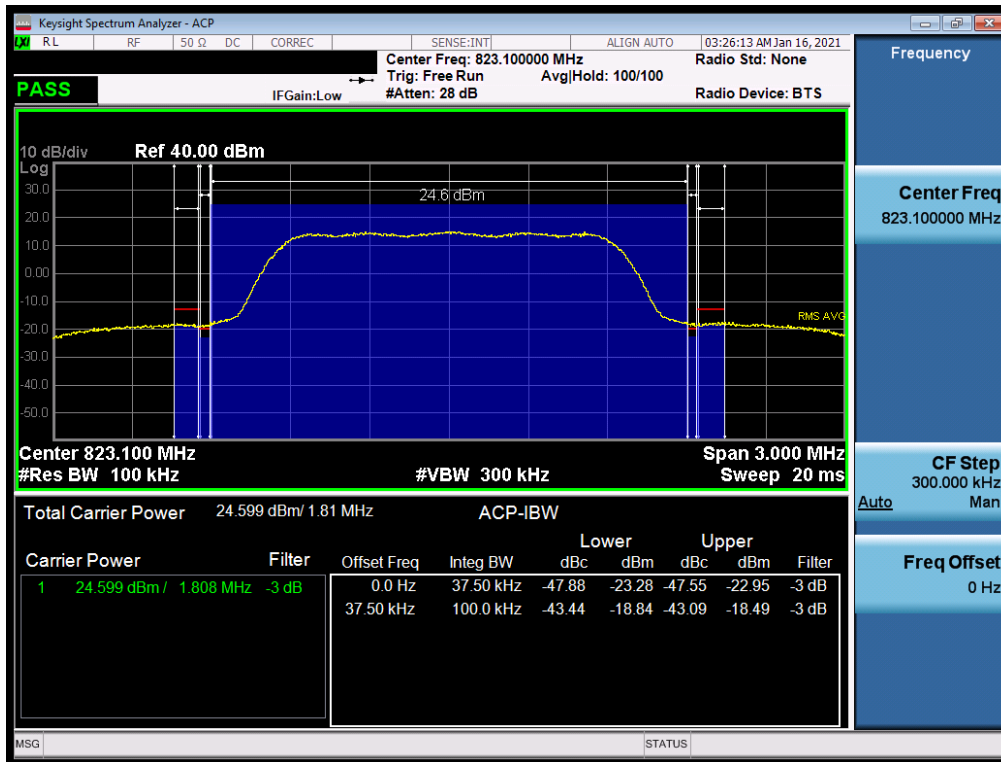 Keysight Spectrum Analyzer - ACP
LXI RL RF 50 Ω DC CORREC SENSE:INT ALIGN AUTO 03:26:13 AM Jan 16, 2021
Center Freq: 823.100000 MHz Radio Std: None
Trig: Free Run Avg|Hold: 100/100
PASS IFGain:Low #Atten: 28 dB Radio Device: BTS
Frequency
10 dB/div Ref 40.00 dBm
Log
30.0
24.6 dBm
20.0
10.0
0.00
-10.0
RMS AVG
-20.0
-30.0
-40.0
-50.0
Center Freq
823.100000 MHz
Center 823.100 MHz Span 3.000 MHz
#Res BW 100 kHz #VBW 300 kHz Sweep 20 ms
CF Step
300.000 kHz
Auto Man
Freq Offset
0 Hz
Total Carrier Power 24.599 dBm/ 1.81 MHz ACP-IBW
Lower Upper
Carrier Power Filter Offset Freq Integ BW dBc dBm dBc dBm Filter
1 24.599 dBm / 1.808 MHz -3 dB 0.0 Hz 37.50 kHz -47.88 -23.28 -47.55 -22.95 -3 dB
37.50 kHz 100.0 kHz -43.44 -18.84 -43.09 -18.49 -3 dB
MSG STATUS